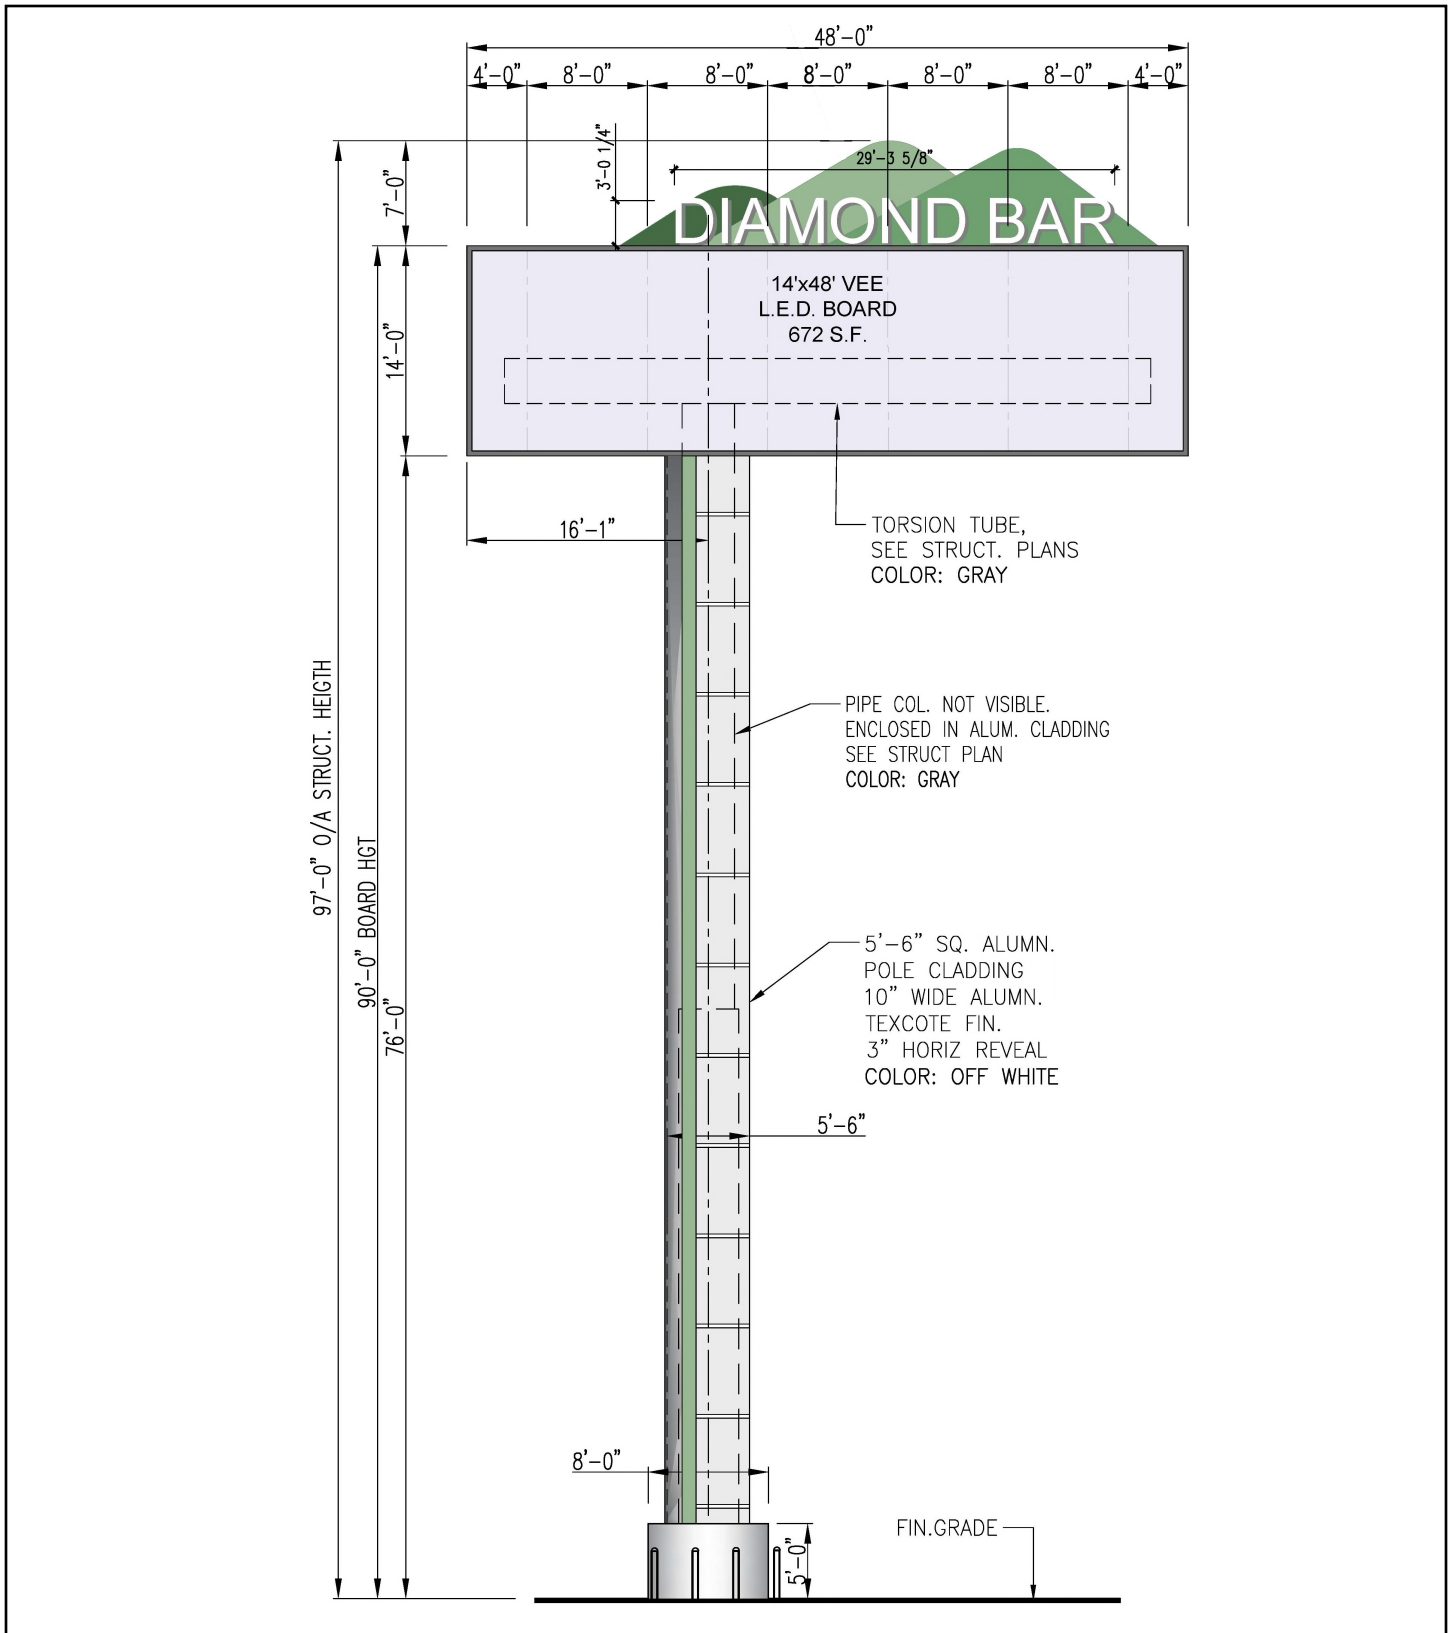 48'-0"
4'-0" 8'-0" 8'-0" 8'-0" 8'-0" 8'-0" 4'-0"
3'-0 1/4"
29'-3 5/8"
7'-0"
DIAMOND BAR
14'x48' VEE
L.E.D. BOARD
672 S.F.
14'-0"
16'-1"
TORSION TUBE,
SEE STRUCT. PLANS
COLOR: GRAY
97'-0" O/A STRUCT. HEIGTH
90'-0" BOARD HGT
76'-0"
PIPE COL. NOT VISIBLE.
ENCLOSED IN ALUM. CLADDING
SEE STRUCT PLAN
COLOR: GRAY
5'-6" SQ. ALUMN.
POLE CLADDING
10" WIDE ALUMN.
TEXCOTE FIN.
3" HORIZ REVEAL
COLOR: OFF WHITE
5'-6"
8'-0"
5'-0"
FIN.GRADE